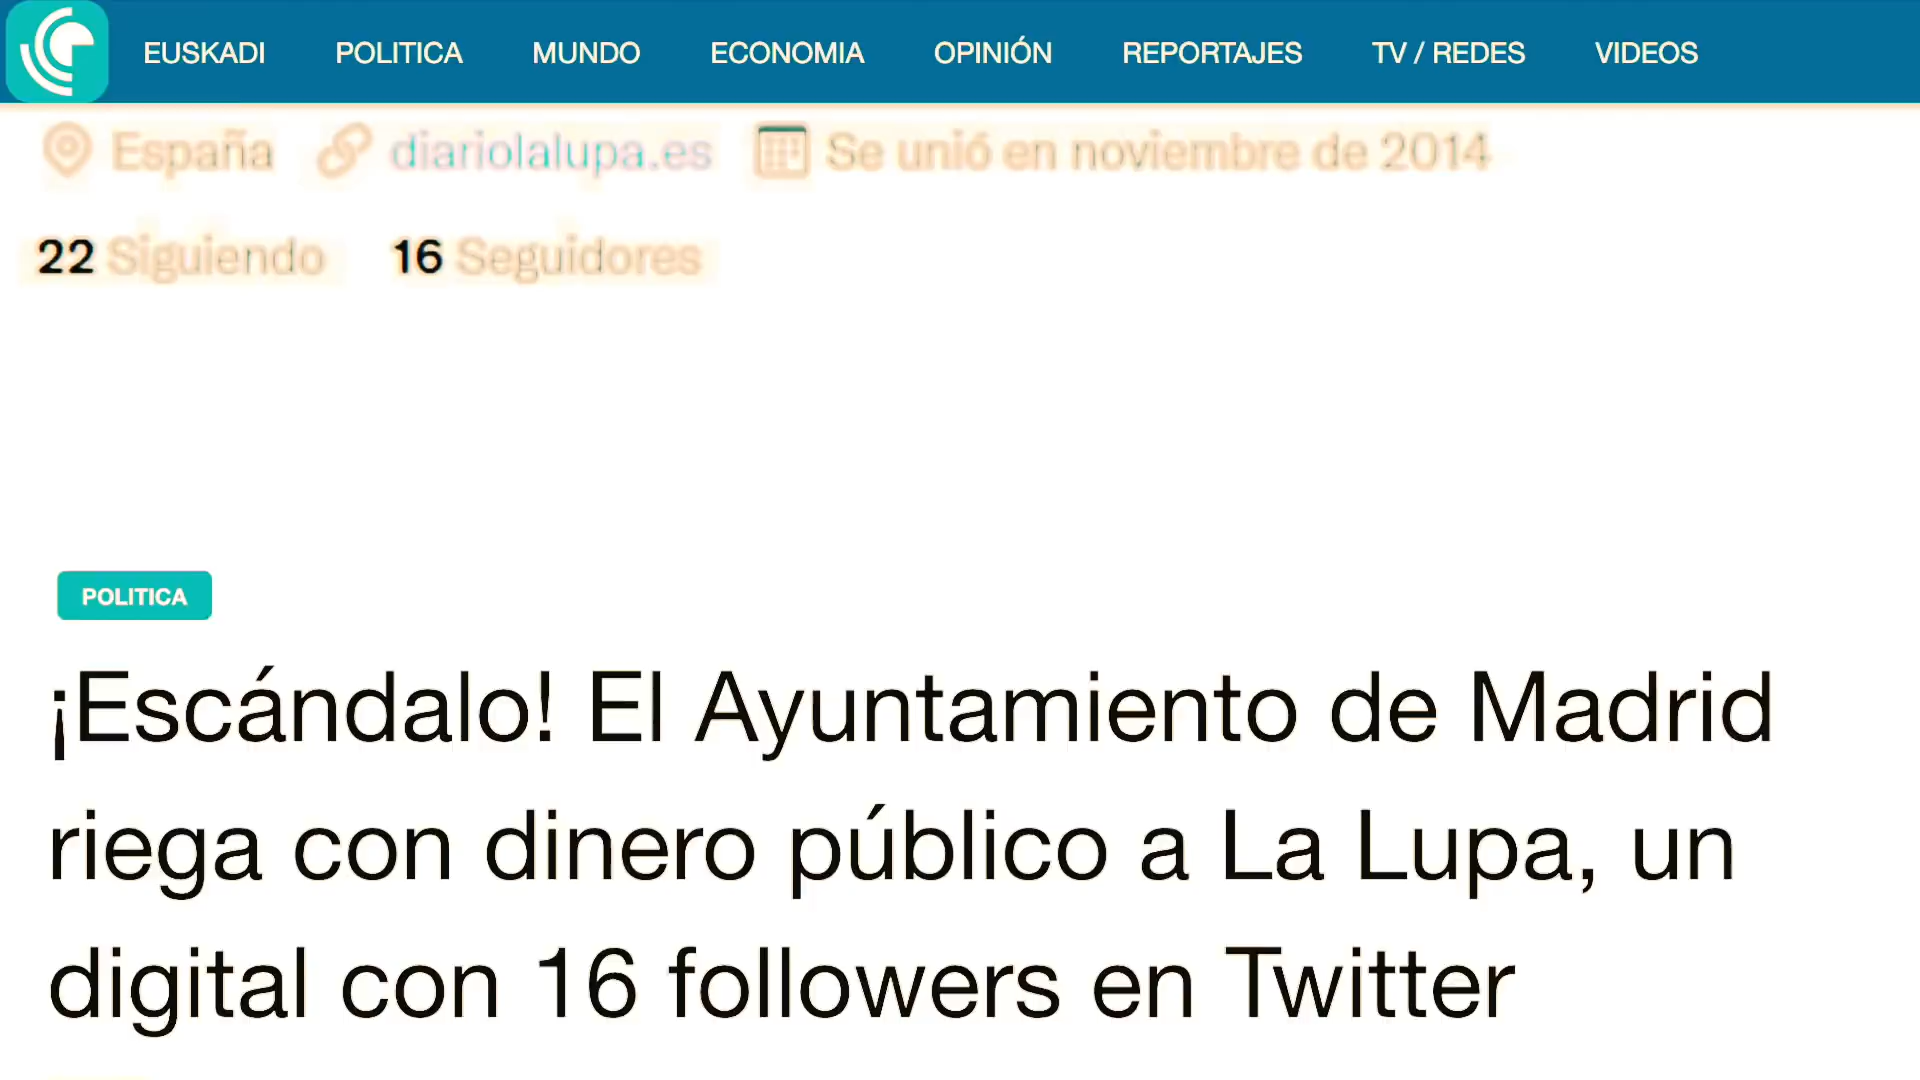 EUSKADI POLITICA MUNDO ECONOMIA OPINIÓN REPORTAJES TV / REDES VIDEOS
España diariolalupa.es Se unió en noviembre de 2014
22 Siguiendo 16 Seguidores
POLITICA
¡Escándalo! El Ayuntamiento de Madrid
riega con dinero público a La Lupa, un
digital con 16 followers en Twitter